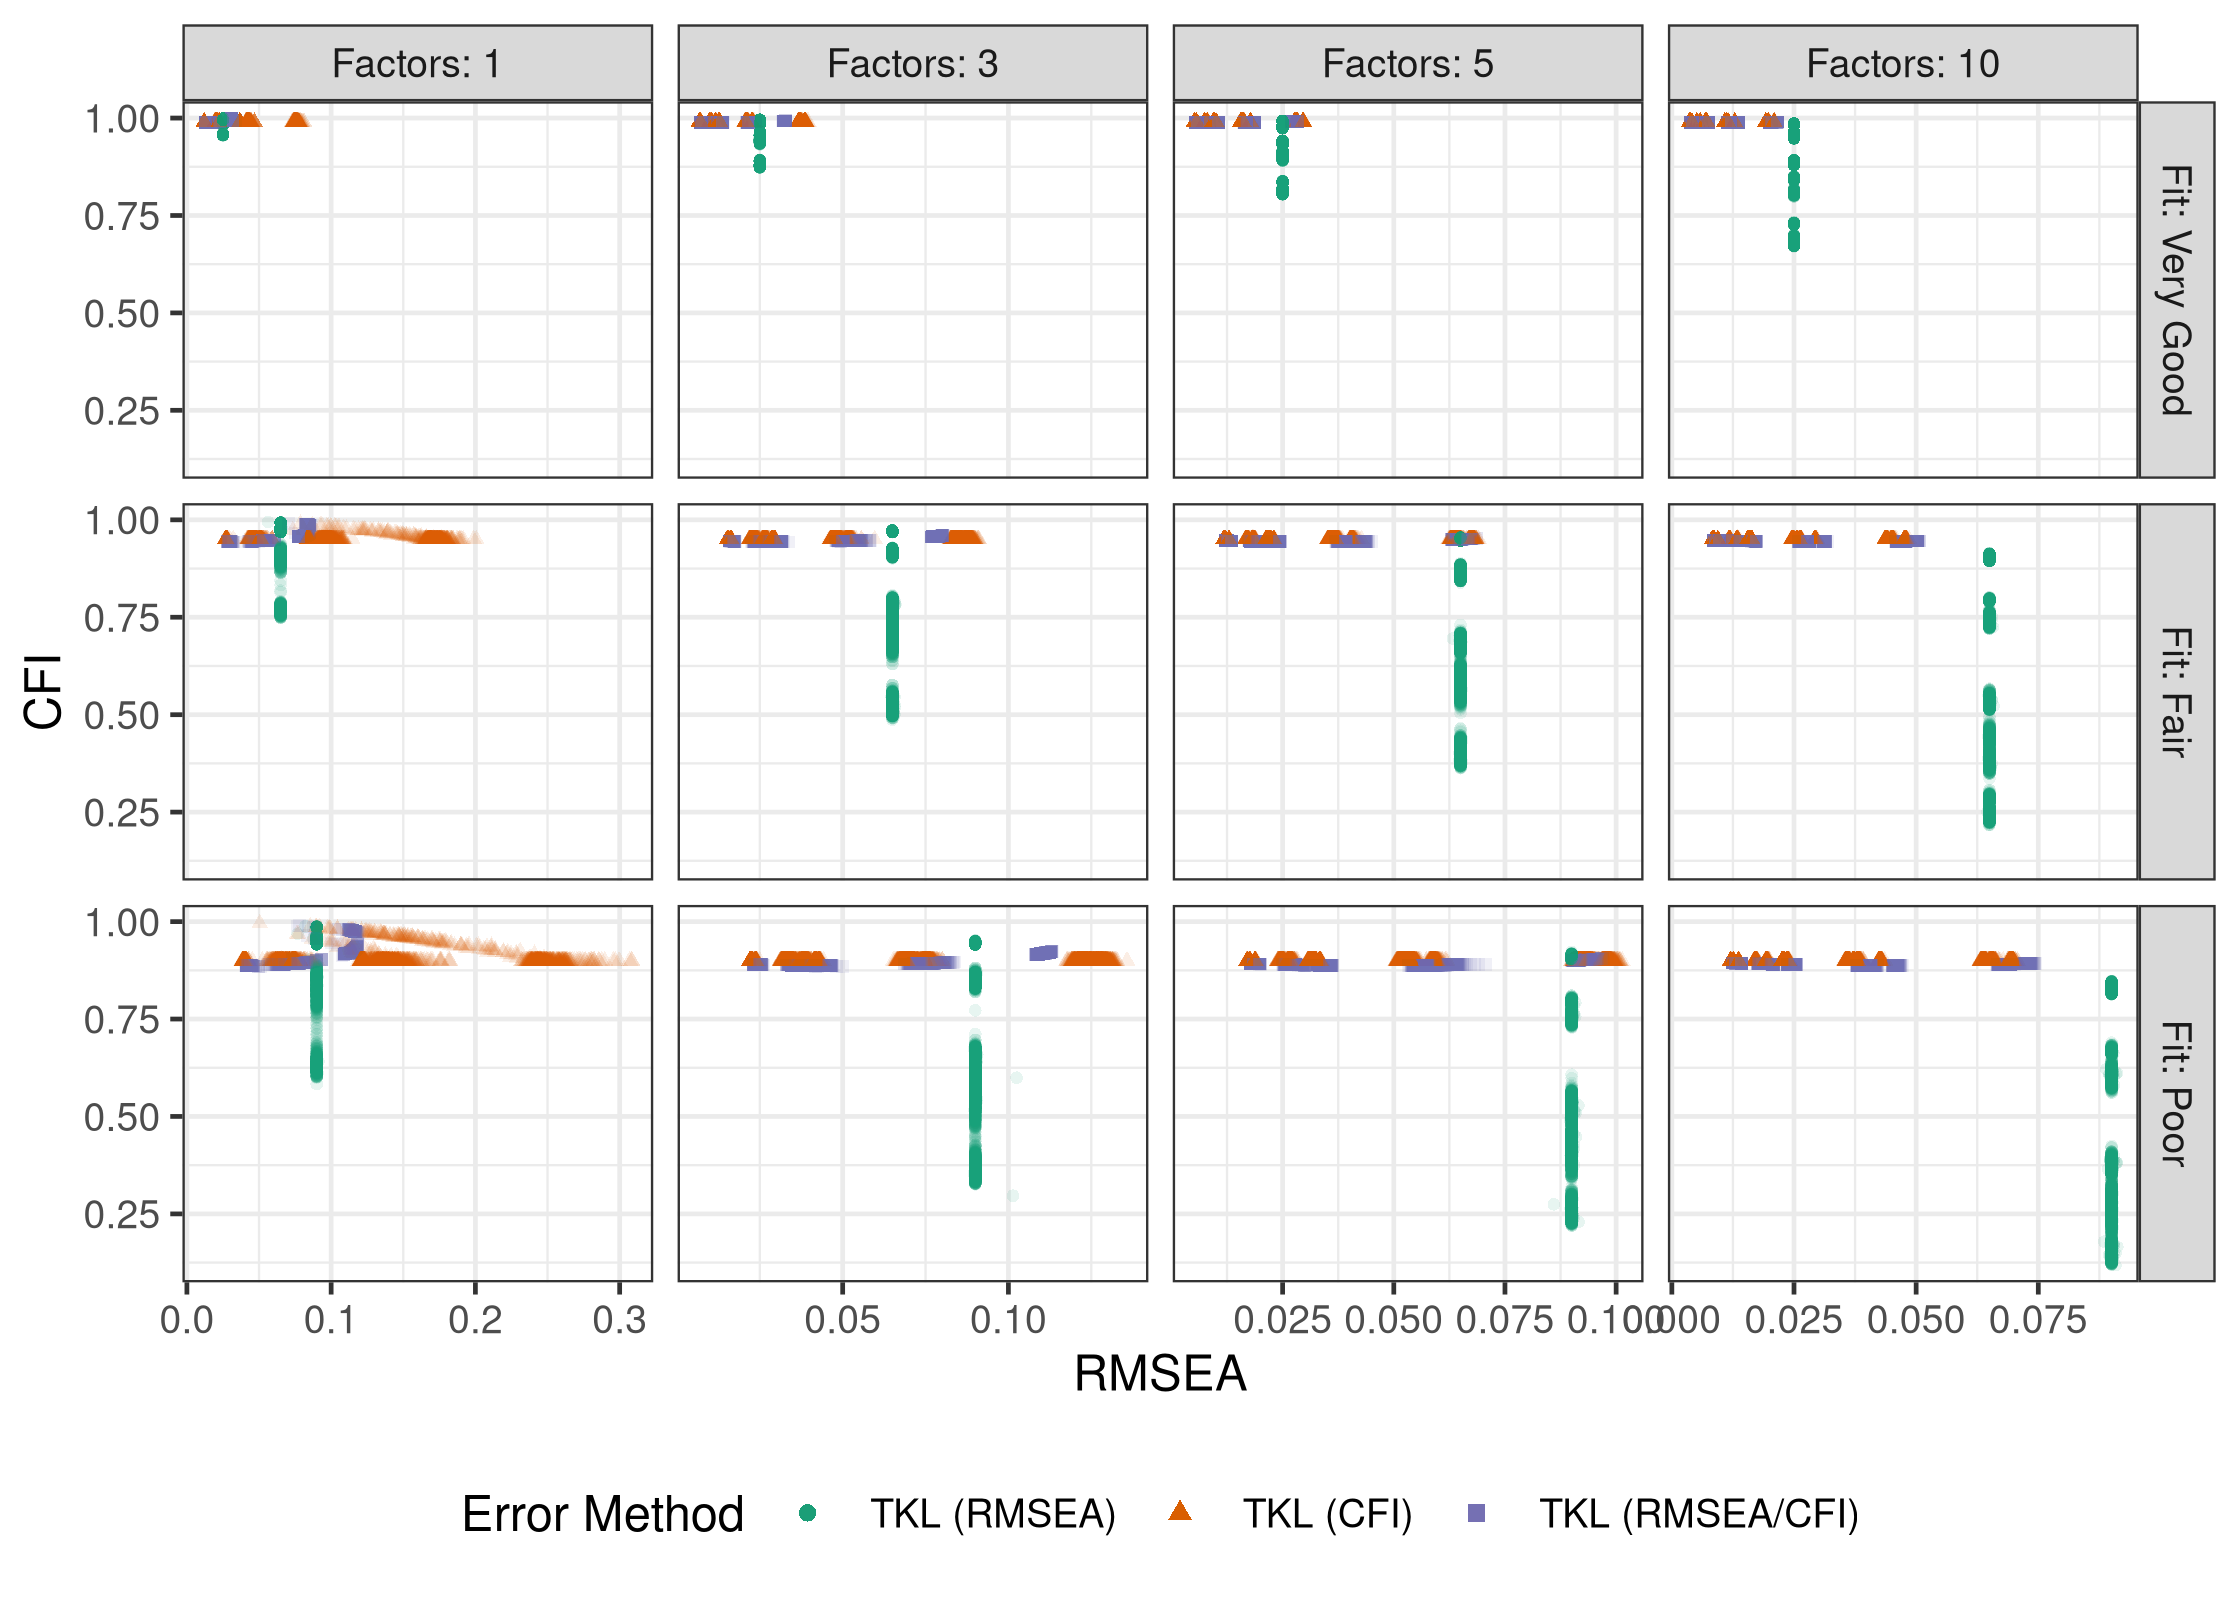 Factors: 1
Factors: 3
Factors: 5
Factors: 10
1.00
0.75
0.50
0.25
Fit: Very Good
1.00
0.75
0.50
0.25
Fit: Fair
CFI
1.00
0.75
0.50
0.25
Fit: Poor
0.0 0.1 0.2 0.3
0.05 0.10
0.025 0.050 0.075 0.100
0.000 0.025 0.050 0.075
RMSEA
Error Method TKL (RMSEA) TKL (CFI) TKL (RMSEA/CFI)